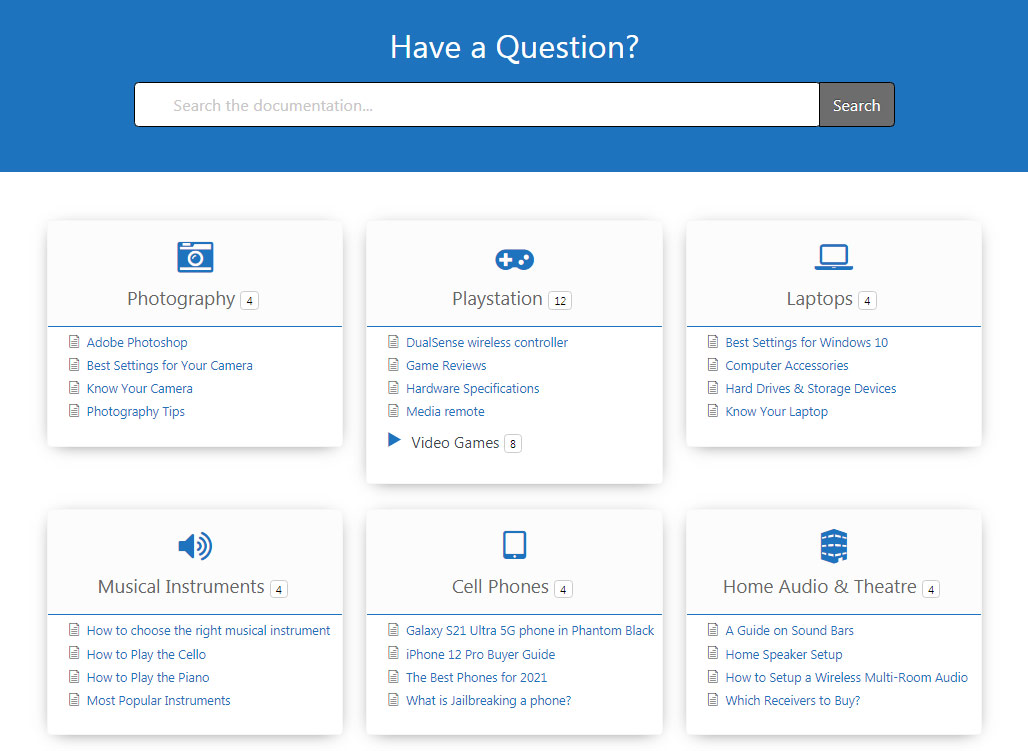 Have a Question?
Search the documentation...
Search
Photography 4
Adobe Photoshop
Best Settings for Your Camera
Know Your Camera
Photography Tips
Playstation 12
DualSense wireless controller
Game Reviews
Hardware Specifications
Media remote
Video Games 8
Laptops 4
Best Settings for Windows 10
Computer Accessories
Hard Drives & Storage Devices
Know Your Laptop
Musical Instruments 4
How to choose the right musical instrument
How to Play the Cello
How to Play the Piano
Most Popular Instruments
Cell Phones 4
Galaxy S21 Ultra 5G phone in Phantom Black
iPhone 12 Pro Buyer Guide
The Best Phones for 2021
What is Jailbreaking a phone?
Home Audio & Theatre 4
A Guide on Sound Bars
Home Speaker Setup
How to Setup a Wireless Multi-Room Audio
Which Receivers to Buy?